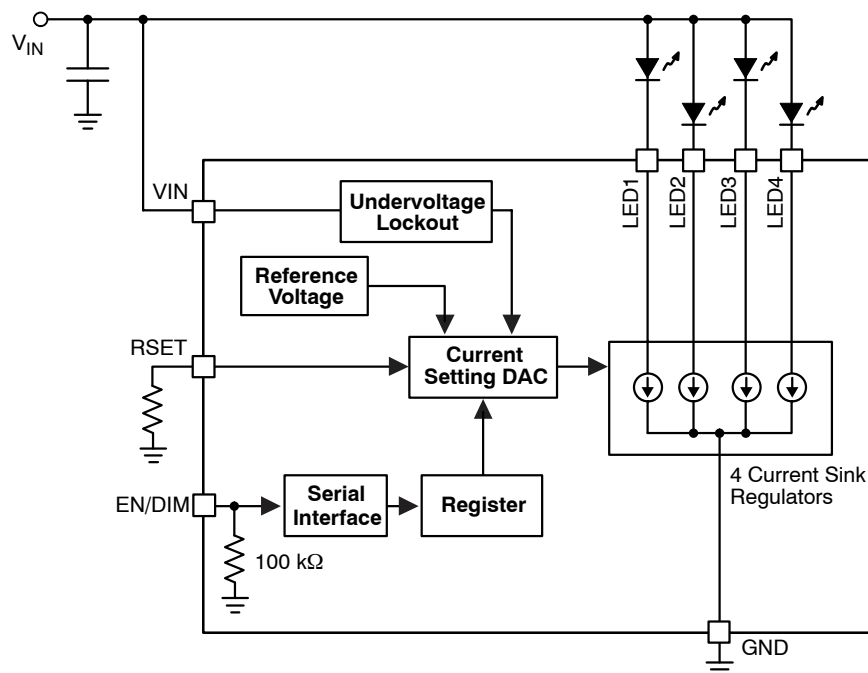 V_IN
VIN
Undervoltage
Lockout
LED1
LED2
LED3
LED4
Reference
Voltage
RSET
Current
Setting DAC
4 Current Sink
Regulators
EN/DIM
Serial
Interface
Register
100 kΩ
GND